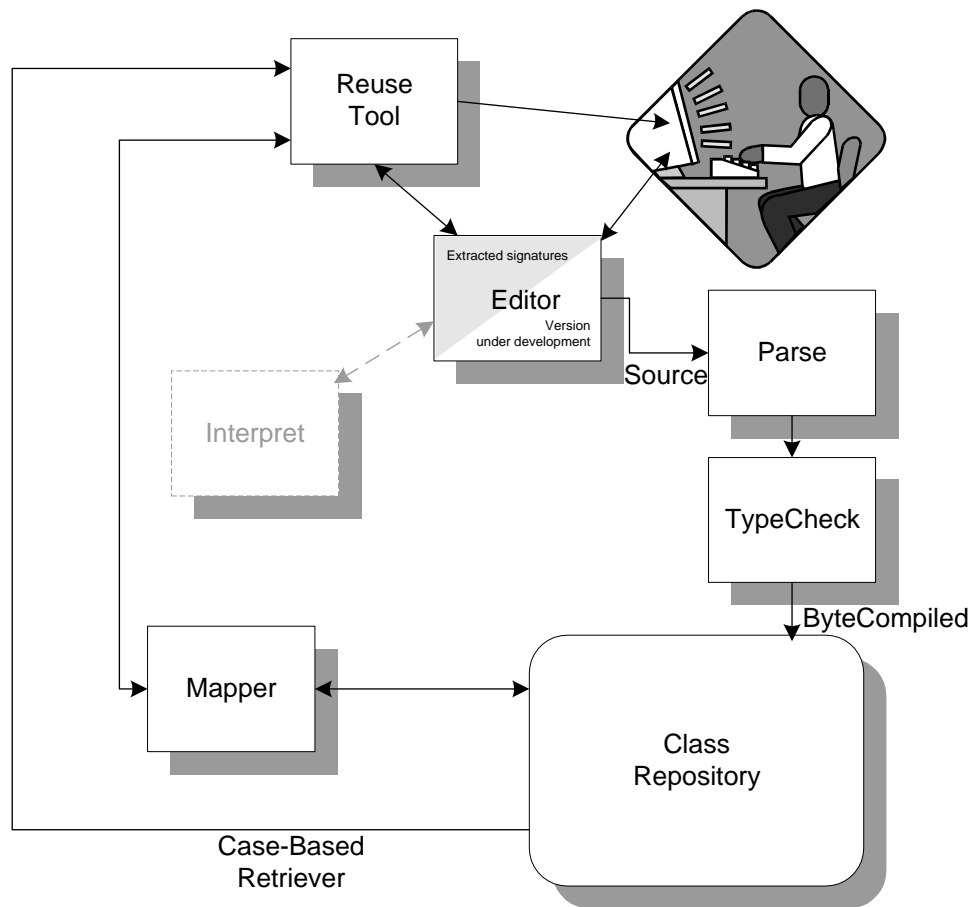 Reuse
Tool
Extracted signatures
Editor
Version
under development
Source
Parse
Interpret
TypeCheck
ByteCompiled
Mapper
Class
Repository
Case-Based
Retriever